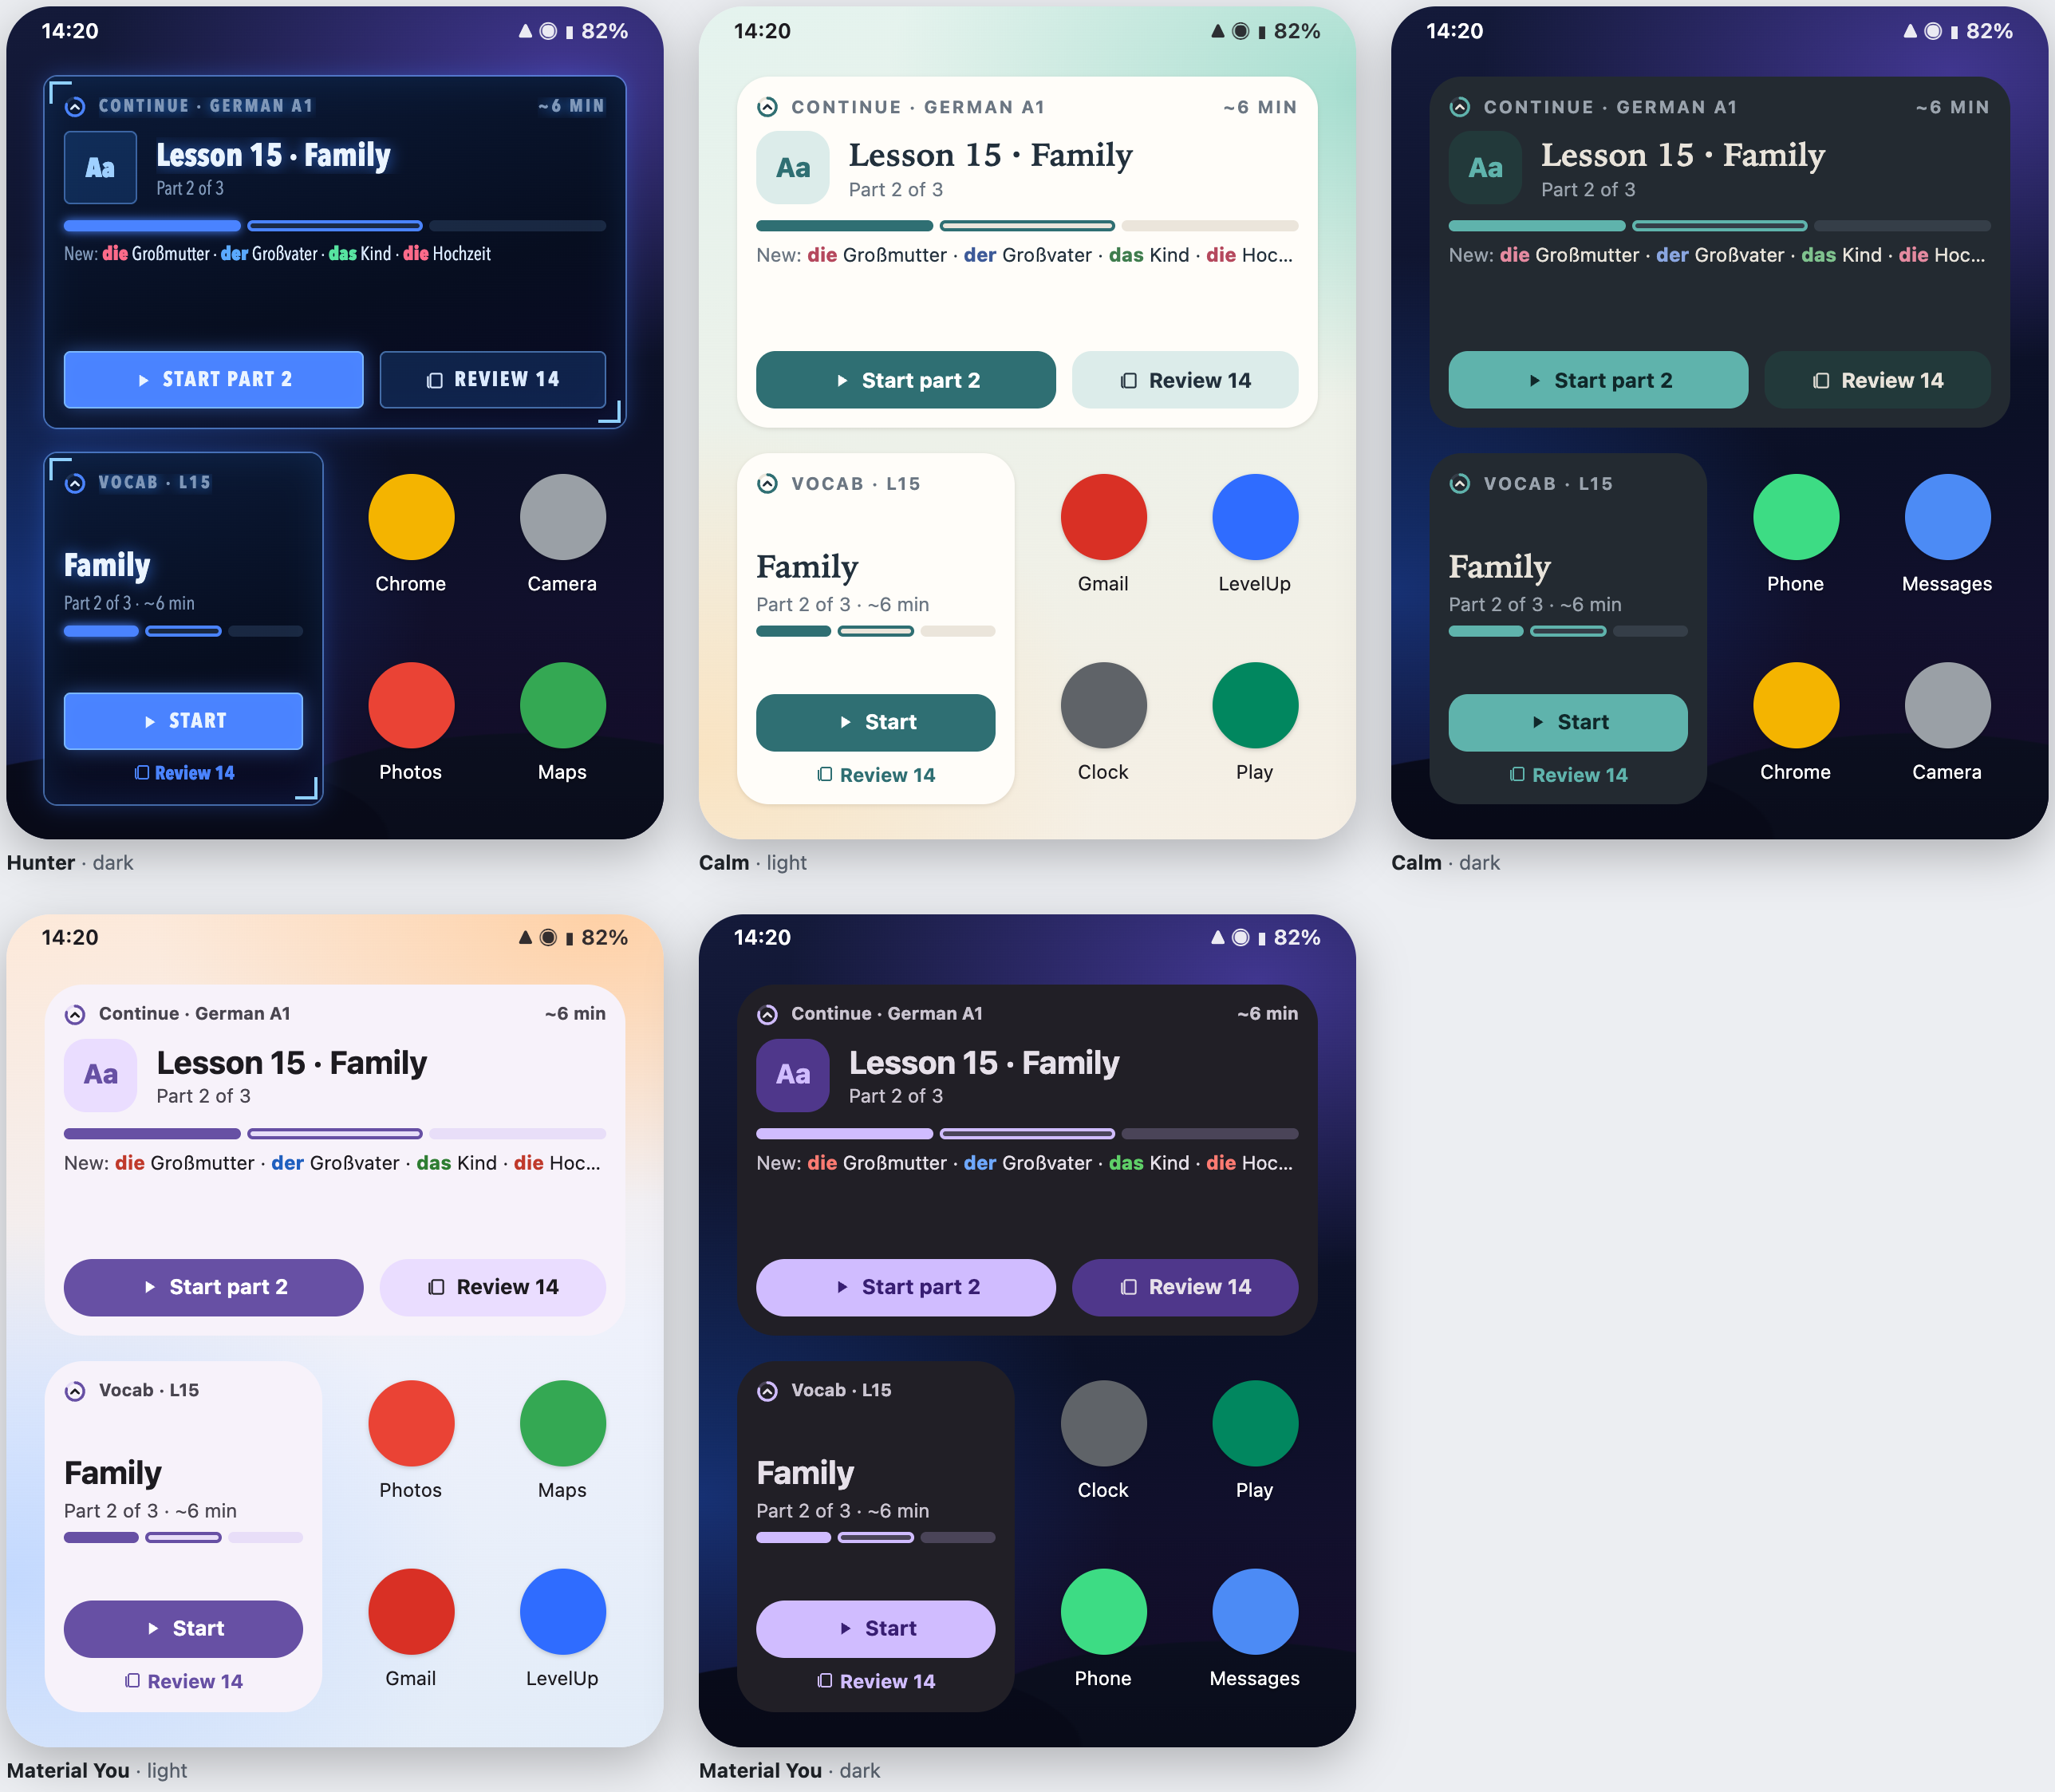 14:20 82%
CONTINUE · GERMAN A1 ~6 MIN
Aa
Lesson 15 · Family
Part 2 of 3
New: die Großmutter · der Großvater · das Kind · die Hochzeit
START PART 2 REVIEW 14
VOCAB · L15
Family
Part 2 of 3 · ~6 min
START
Review 14
Chrome Camera
Photos Maps
Hunter · dark
14:20 82%
CONTINUE · GERMAN A1 ~6 MIN
Aa
Lesson 15 · Family
Part 2 of 3
New: die Großmutter · der Großvater · das Kind · die Hoc...
Start part 2 Review 14
VOCAB · L15
Family
Part 2 of 3 · ~6 min
Start
Review 14
Gmail LevelUp
Clock Play
Calm · light
14:20 82%
CONTINUE · GERMAN A1 ~6 MIN
Aa
Lesson 15 · Family
Part 2 of 3
New: die Großmutter · der Großvater · das Kind · die Hoc...
Start part 2 Review 14
VOCAB · L15
Family
Part 2 of 3 · ~6 min
Start
Review 14
Phone Messages
Chrome Camera
Calm · dark
14:20 82%
Continue · German A1 ~6 min
Aa
Lesson 15 · Family
Part 2 of 3
New: die Großmutter · der Großvater · das Kind · die Hoc...
Start part 2 Review 14
Vocab · L15
Family
Part 2 of 3 · ~6 min
Start
Review 14
Photos Maps
Gmail LevelUp
Material You · light
14:20 82%
Continue · German A1 ~6 min
Aa
Lesson 15 · Family
Part 2 of 3
New: die Großmutter · der Großvater · das Kind · die Hoc...
Start part 2 Review 14
Vocab · L15
Family
Part 2 of 3 · ~6 min
Start
Review 14
Clock Play
Phone Messages
Material You · dark